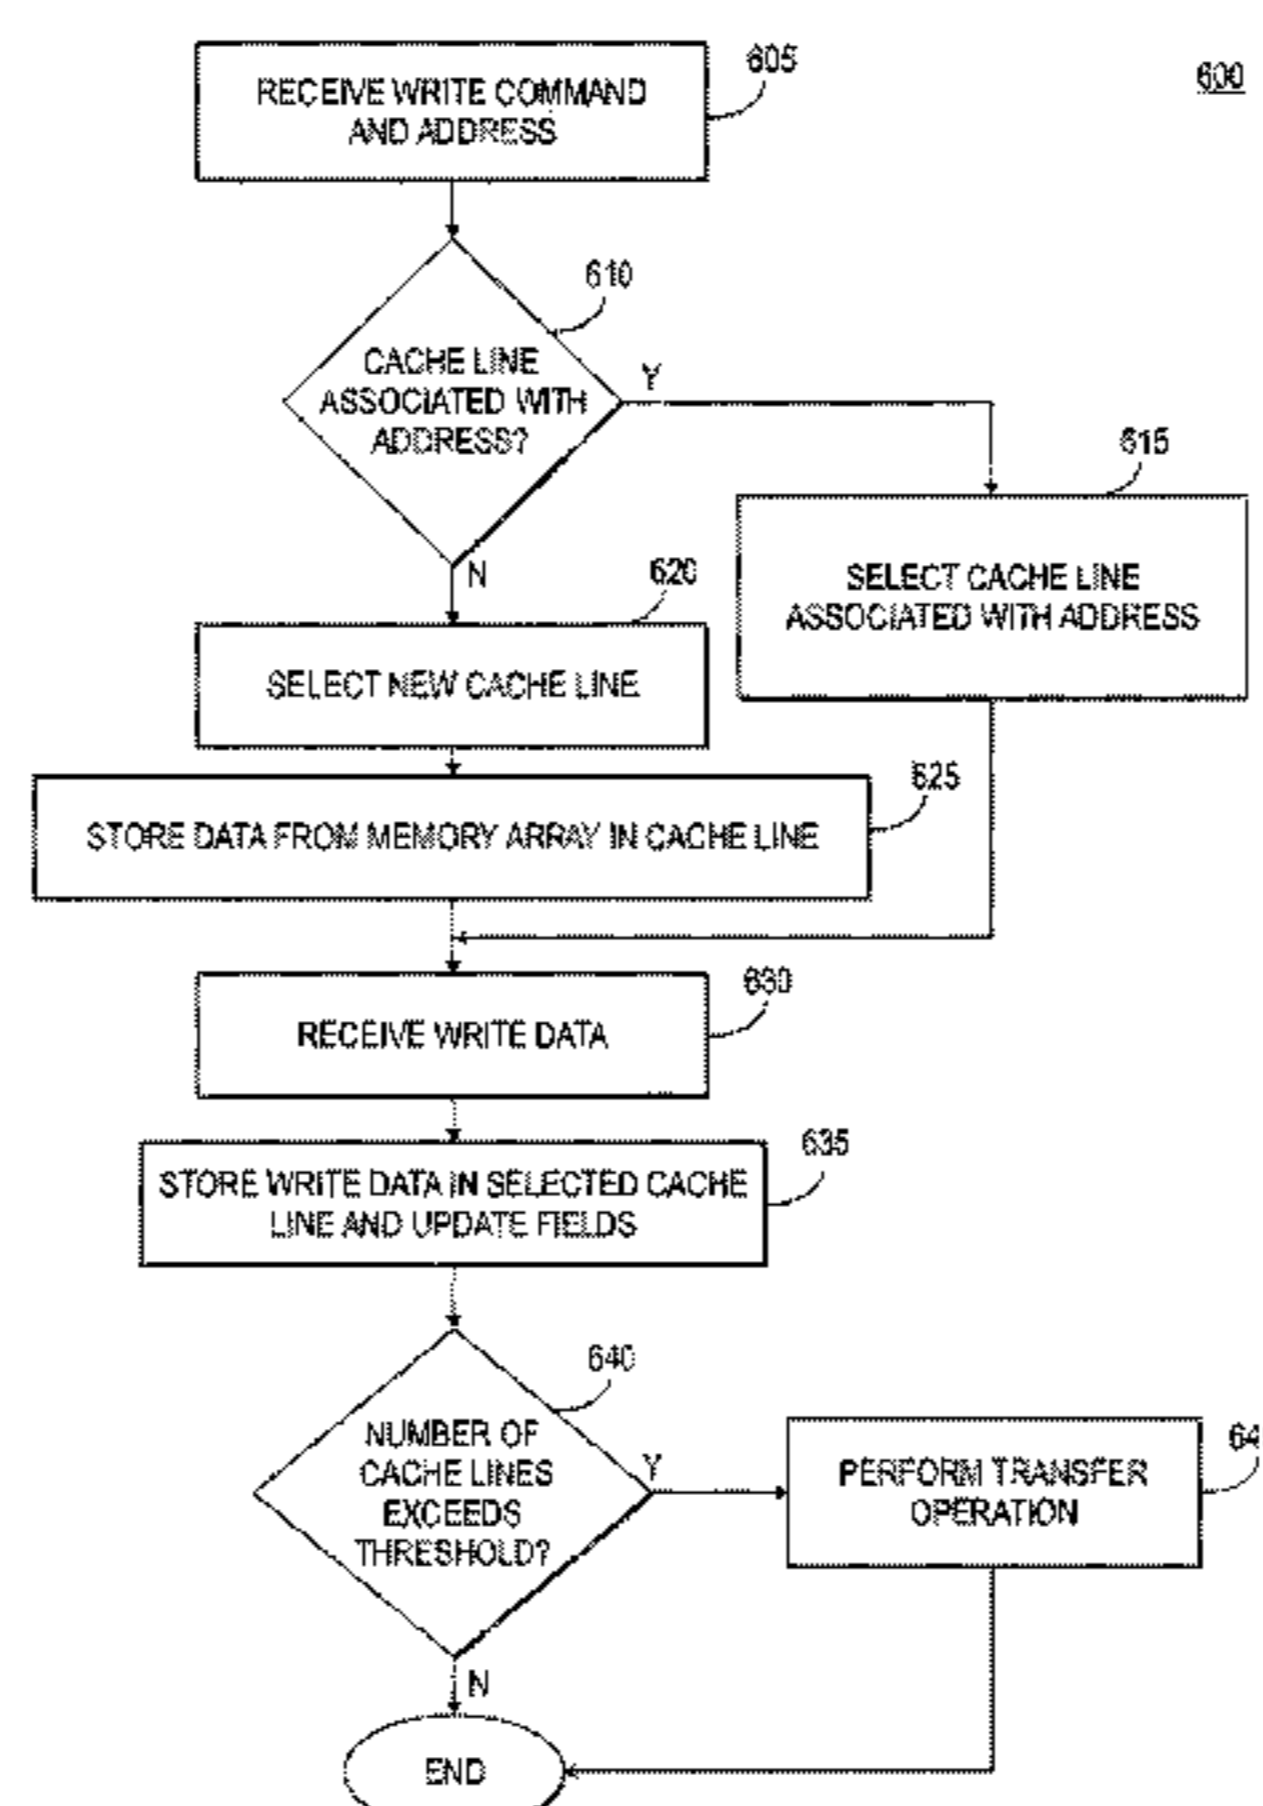 605
600
RECEIVE WRITE COMMAND
AND ADDRESS
610
CACHE LINE
ASSOCIATED WITH
ADDRESS?
Y
615
SELECT CACHE LINE
ASSOCIATED WITH ADDRESS
N
620
SELECT NEW CACHE LINE
625
STORE DATA FROM MEMORY ARRAY IN CACHE LINE
630
RECEIVE WRITE DATA
635
STORE WRITE DATA IN SELECTED CACHE
LINE AND UPDATE FIELDS
640
NUMBER OF
CACHE LINES
EXCEEDS
THRESHOLD?
Y
64
PERFORM TRANSFER
OPERATION
N
END